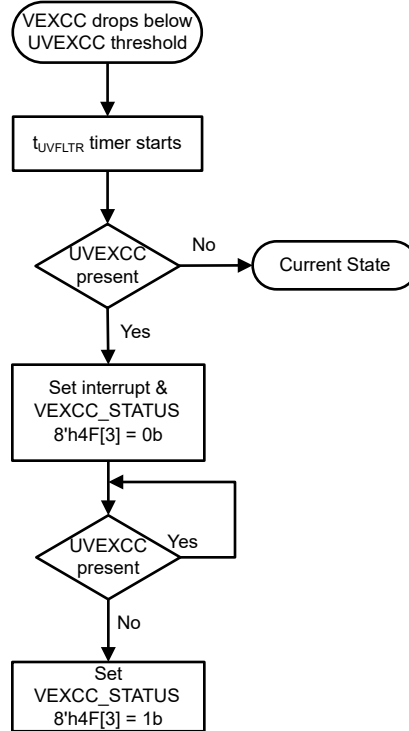 VEXCC drops below
UVEXCC threshold
tUVFLTR timer starts
UVEXCC
present
No
Current State
Yes
Set interrupt &
VEXCC_STATUS
8'h4F[3] = 0b
UVEXCC
present
Yes
No
Set
VEXCC_STATUS
8'h4F[3] = 1b